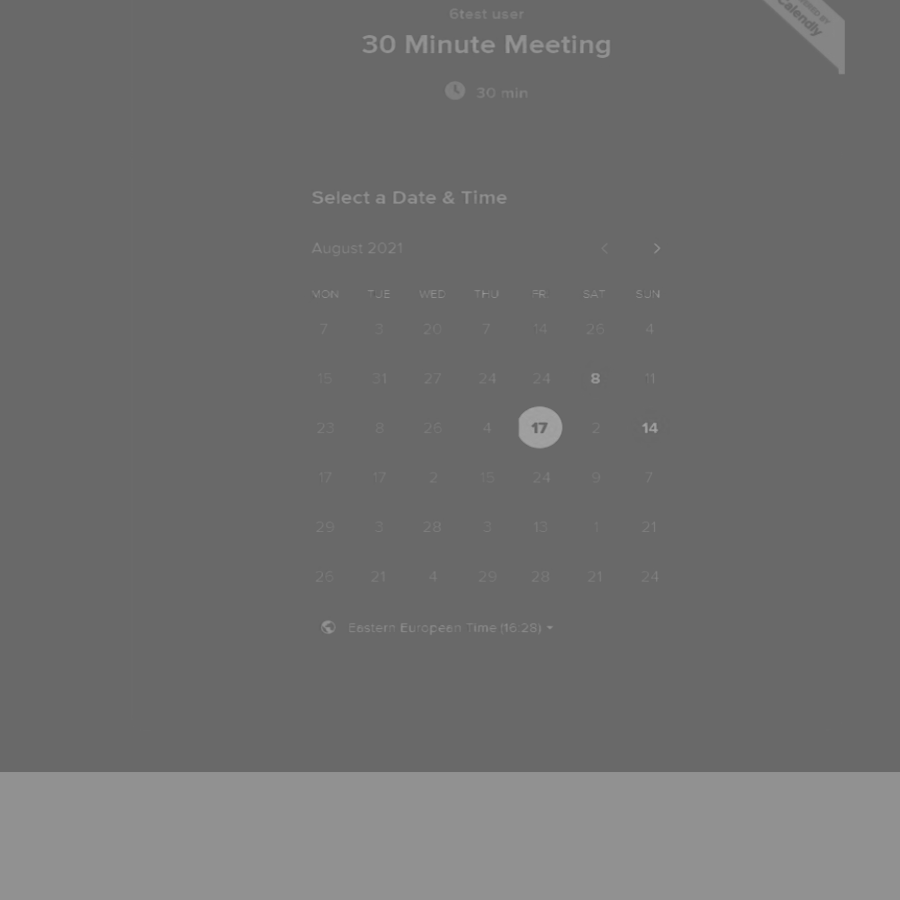 6test user
30 Minute Meeting
30 min
POWERED BY
Calendly
Select a Date & Time
August 2021
MON TUE WED THU FRI SAT SUN
7 3 20 7 14 26 4
15 31 27 24 24 8 11
23 8 26 4 17 2 14
17 17 2 15 24 9 7
29 3 28 3 13 1 21
26 21 4 29 28 21 24
Eastern European Time (16:28)